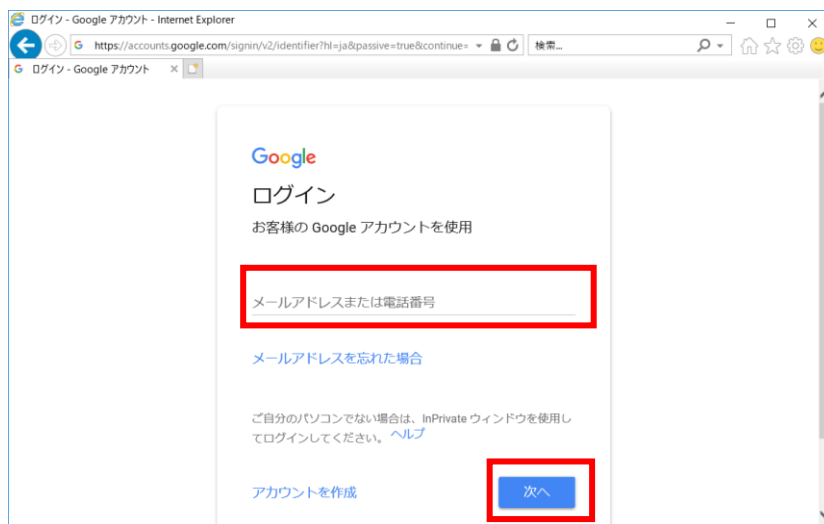 ログイン - Google アカウント - Internet Explorer
https://accounts.google.com/signin/v2/identifier?hl=ja&passive=true&continue=
検索...
ログイン - Google アカウント
Google
ログイン
お客様の Google アカウントを使用
メールアドレスまたは電話番号
メールアドレスを忘れた場合
ご自分のパソコンでない場合は、InPrivate ウィンドウを使用し
てログインしてください。 ヘルプ
アカウントを作成
次へ